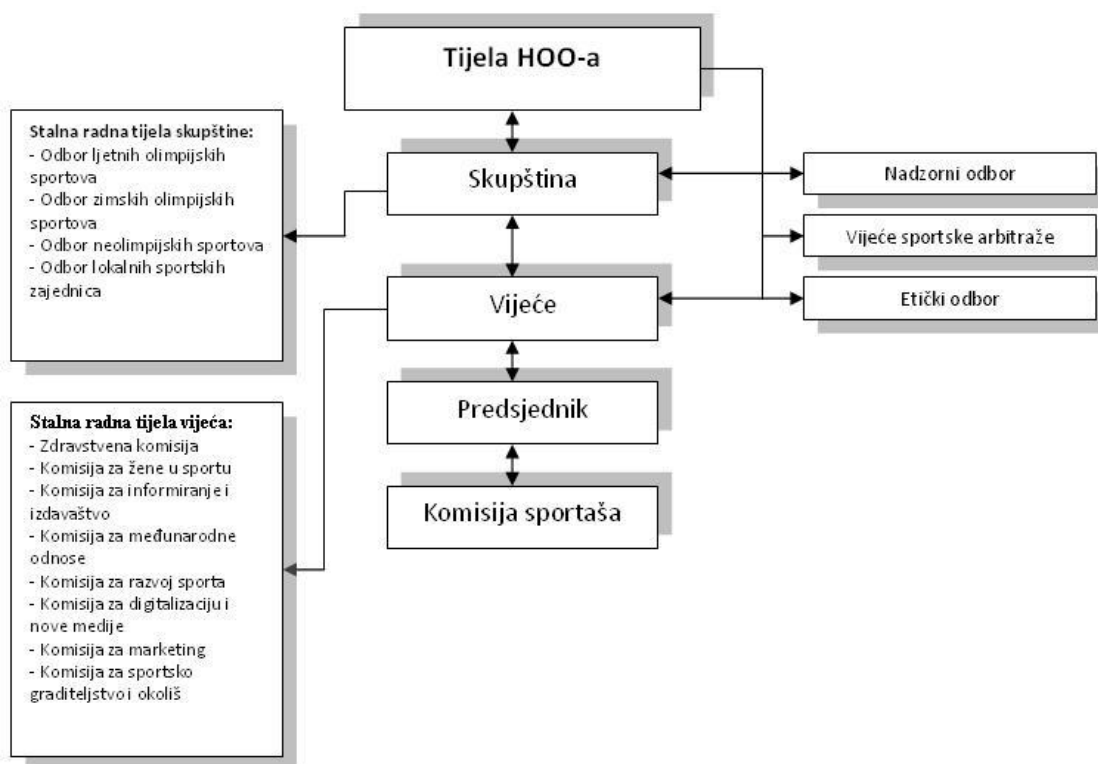 Tijela HOO-a
Stalna radna tijela skupštine:
- Odbor ljetnih olimpijskih
sportova
- Odbor zimskih olimpijskih
sportova
- Odbor neolimpijskih sportova
- Odbor lokalnih sportskih
zajednica
Skupština
Nadzorni odbor
Vijeće sportske arbitraže
Vijeće
Etički odbor
Predsjednik
Komisija sportaša
Stalna radna tijela vijeća:
- Zdravstvena komisija
- Komisija za žene u sportu
- Komisija za informiranje i
izdavaštvo
- Komisija za međunarodne
odnose
- Komisija za razvoj sporta
- Komisija za digitalizaciju i
nove medije
- Komisija za marketing
- Komisija za sportsko
graditeljstvo i okoliš